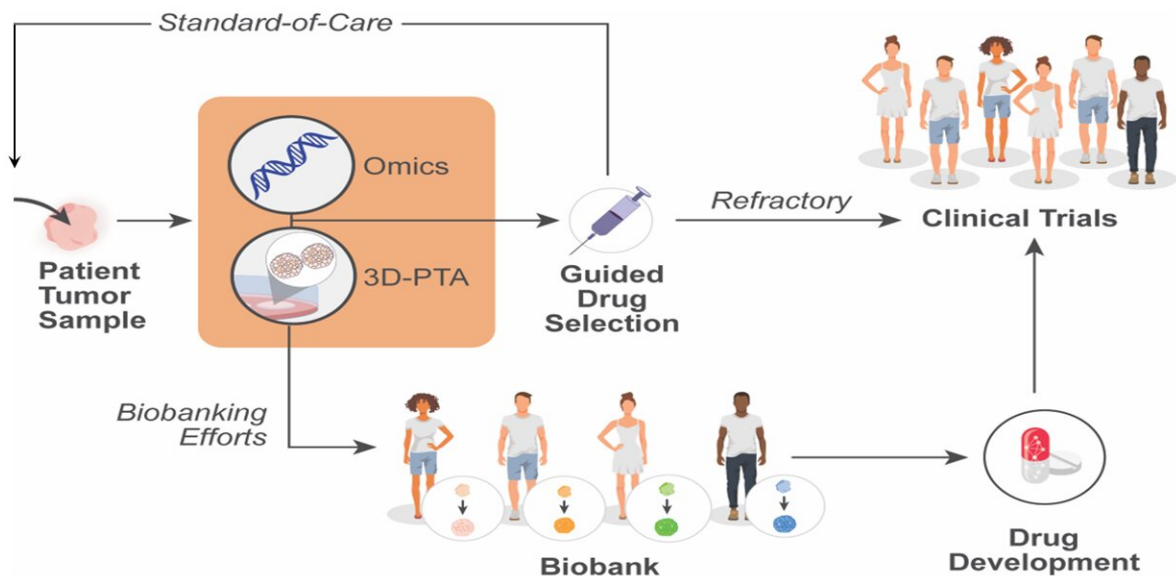 Standard-of-Care
Omics
3D-PTA
Patient
Tumor
Sample
Guided
Drug
Selection
Refractory
Clinical Trials
Biobanking
Efforts
Biobank
Drug
Development